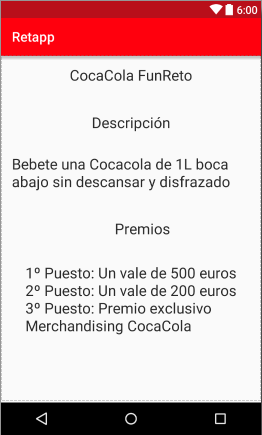 6:00
Retapp
CocaCola FunReto
Descripción
Bebete una Cocacola de 1L boca
abajo sin descansar y disfrazado
Premios
1º Puesto: Un vale de 500 euros
2º Puesto: Un vale de 200 euros
3º Puesto: Premio exclusivo
Merchandising CocaCola